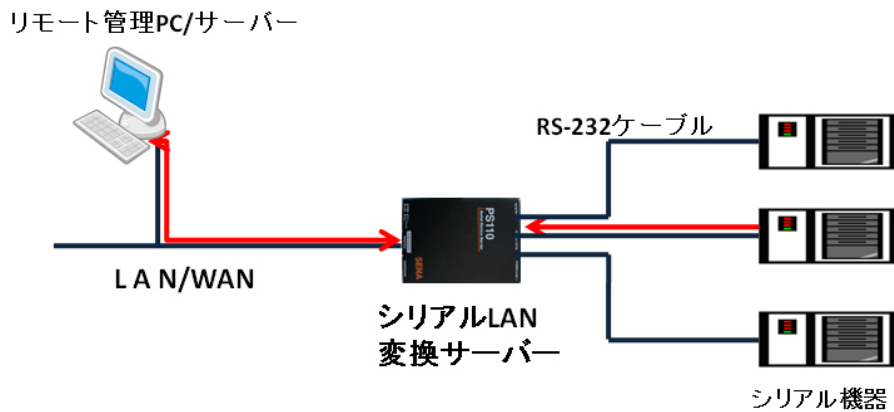 リモート管理PC/サーバー
RS-232ケーブル
PS110
SENA
L A N/WAN
シリアルLAN
変換サーバー
シリアル機器